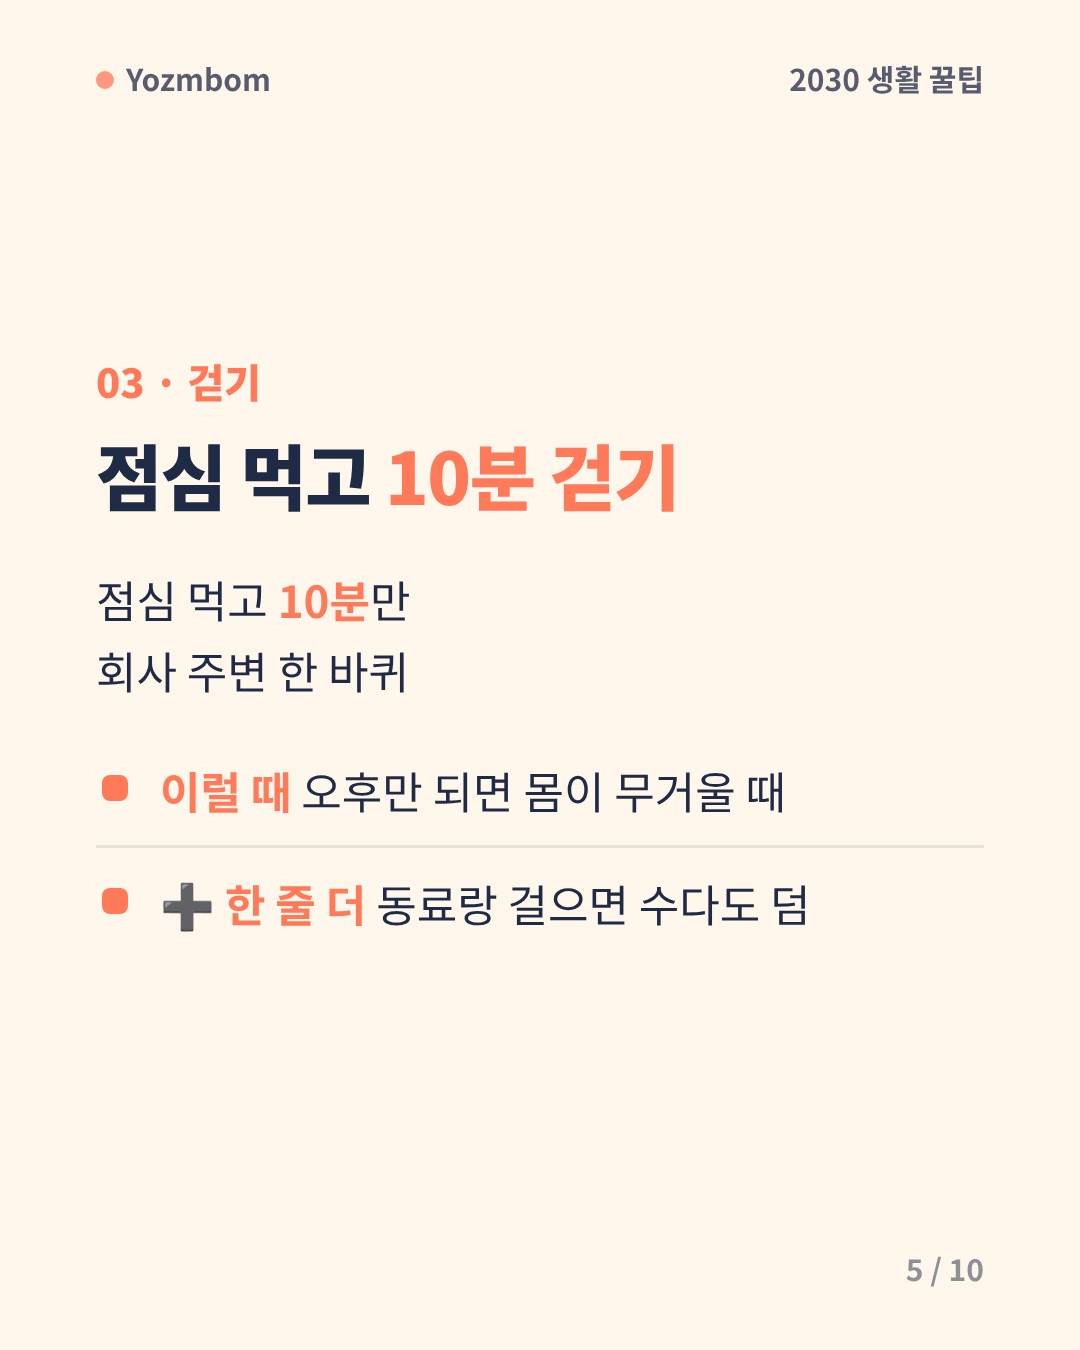 Yozmbom
2030 생활 꿀팁
03 · 걷기
점심 먹고 10분 걷기
점심 먹고 10분만
회사 주변 한 바퀴
이럴 때 오후만 되면 몸이 무거울 때
➕ 한 줄 더 동료랑 걸으면 수다도 덤
5 / 10